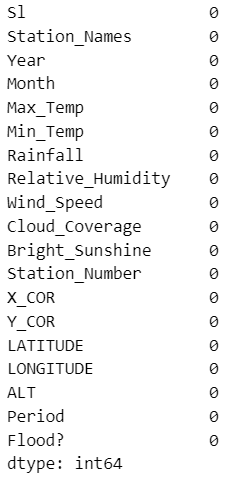 Sl 0
Station_Names 0
Year 0
Month 0
Max_Temp 0
Min_Temp 0
Rainfall 0
Relative_Humidity 0
Wind_Speed 0
Cloud_Coverage 0
Bright_Sunshine 0
Station_Number 0
X_COR 0
Y_COR 0
LATITUDE 0
LONGITUDE 0
ALT 0
Period 0
Flood? 0
dtype: int64